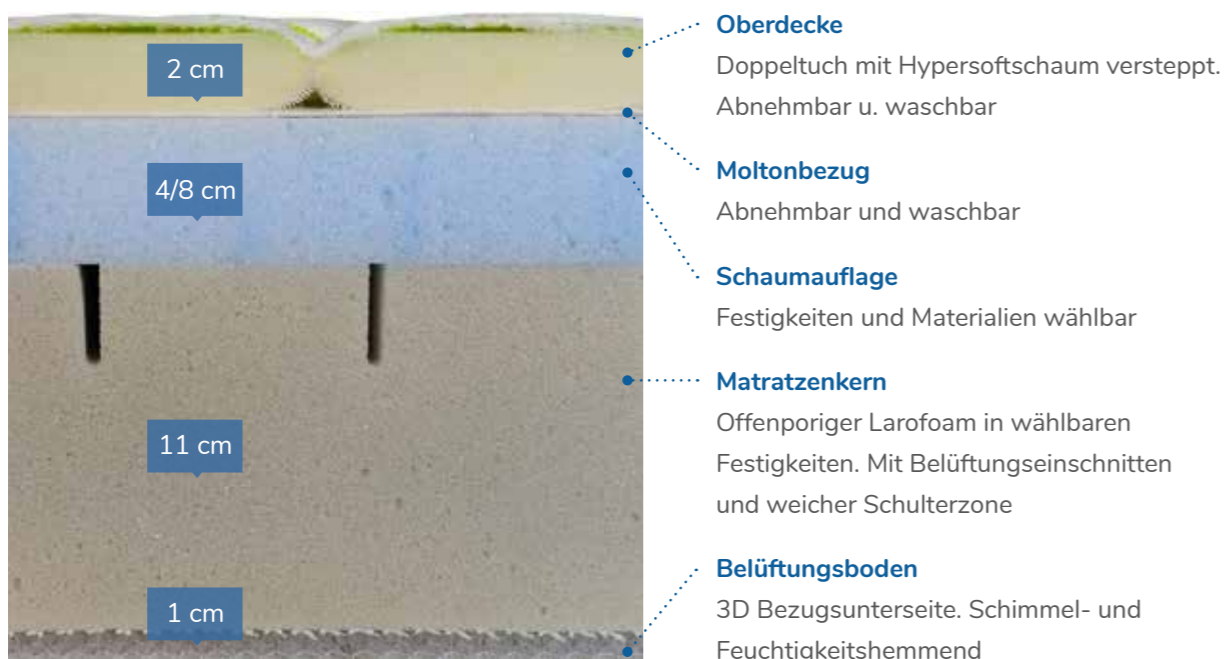 Oberdecke
2 cm
Doppeltuch mit Hypersoftschaum versteppt.
Abnehmbar u. waschbar
Moltonbezug
4/8 cm
Abnehmbar und waschbar
Schaumauflage
Festigkeiten und Materialien wählbar
Matratzenkern
Offenporiger Larofoam in wählbaren
11 cm
Festigkeiten. Mit Belüftungseinschnitten
und weicher Schulterzone
Belüftungsboden
1 cm
3D Bezugsunterseite. Schimmel- und
Feuchtigkeitshemmend